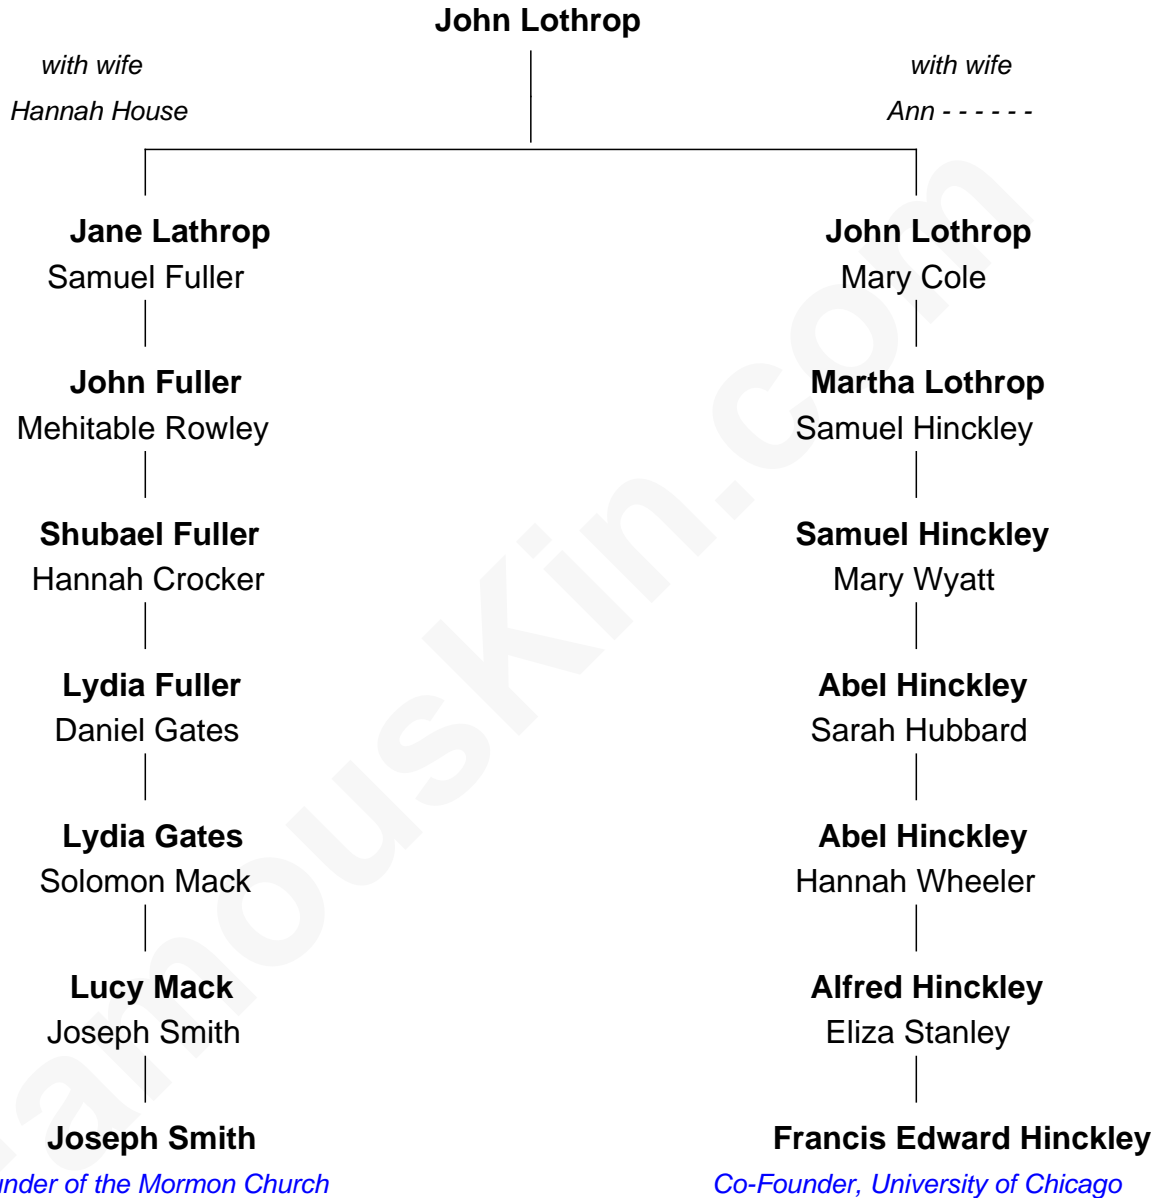 John Lothrop
with wife
Hannah House
with wife
Ann - - - - - -
Jane Lathrop
Samuel Fuller
John Fuller
Mehitable Rowley
Shubael Fuller
Hannah Crocker
Lydia Fuller
Daniel Gates
Lydia Gates
Solomon Mack
Lucy Mack
Joseph Smith
Joseph Smith
under of the Mormon Church
John Lothrop
Mary Cole
Martha Lothrop
Samuel Hinckley
Samuel Hinckley
Mary Wyatt
Abel Hinckley
Sarah Hubbard
Abel Hinckley
Hannah Wheeler
Alfred Hinckley
Eliza Stanley
Francis Edward Hinckley
Co-Founder, University of Chicago
FamousKin.com